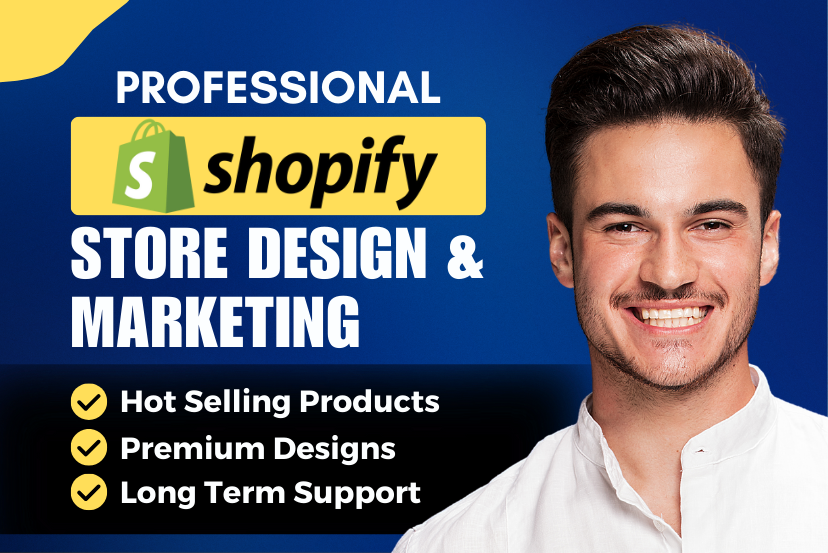 PROFESSIONAL
S shopify
STORE DESIGN &
MARKETING
Hot Selling Products
Premium Designs
Long Term Support